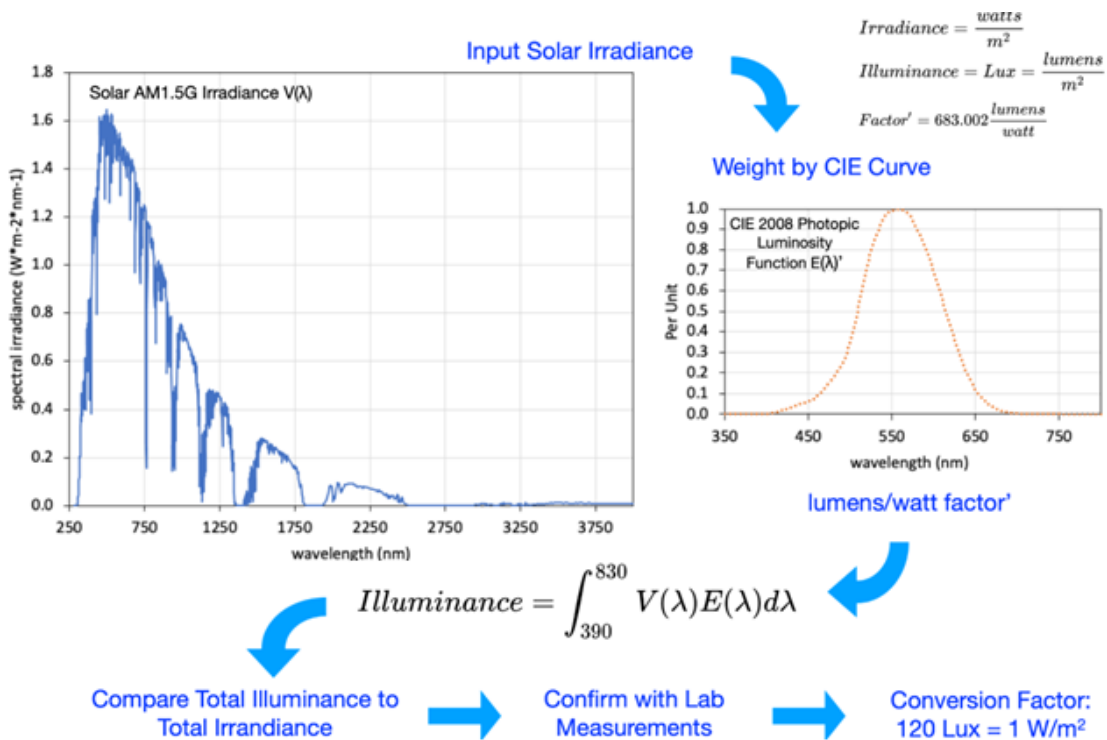 Input Solar Irradiance
Irradiance = watts/m²
Illuminance = Lux = lumens/m²
Factor' = 683.002 lumens/watt
Solar AM1.5G Irradiance V(λ)
spectral irradiance (W*m-2*nm-1)
1.8
1.6
1.4
1.2
1.0
0.8
0.6
0.4
0.2
0.0
250 750 1250 1750 2250 2750 3250 3750
wavelength (nm)
Weight by CIE Curve
CIE 2008 Photopic
Luminosity
Function E(λ)'
Per Unit
1.0
0.9
0.8
0.7
0.6
0.5
0.4
0.3
0.2
0.1
0.0
350 450 550 650 750
wavelength (nm)
lumens/watt factor'
Illuminance = ∫₃₉₀⁸³⁰ V(λ)E(λ)dλ
Compare Total Illuminance to
Total Irrandiance
Confirm with Lab
Measurements
Conversion Factor:
120 Lux = 1 W/m²